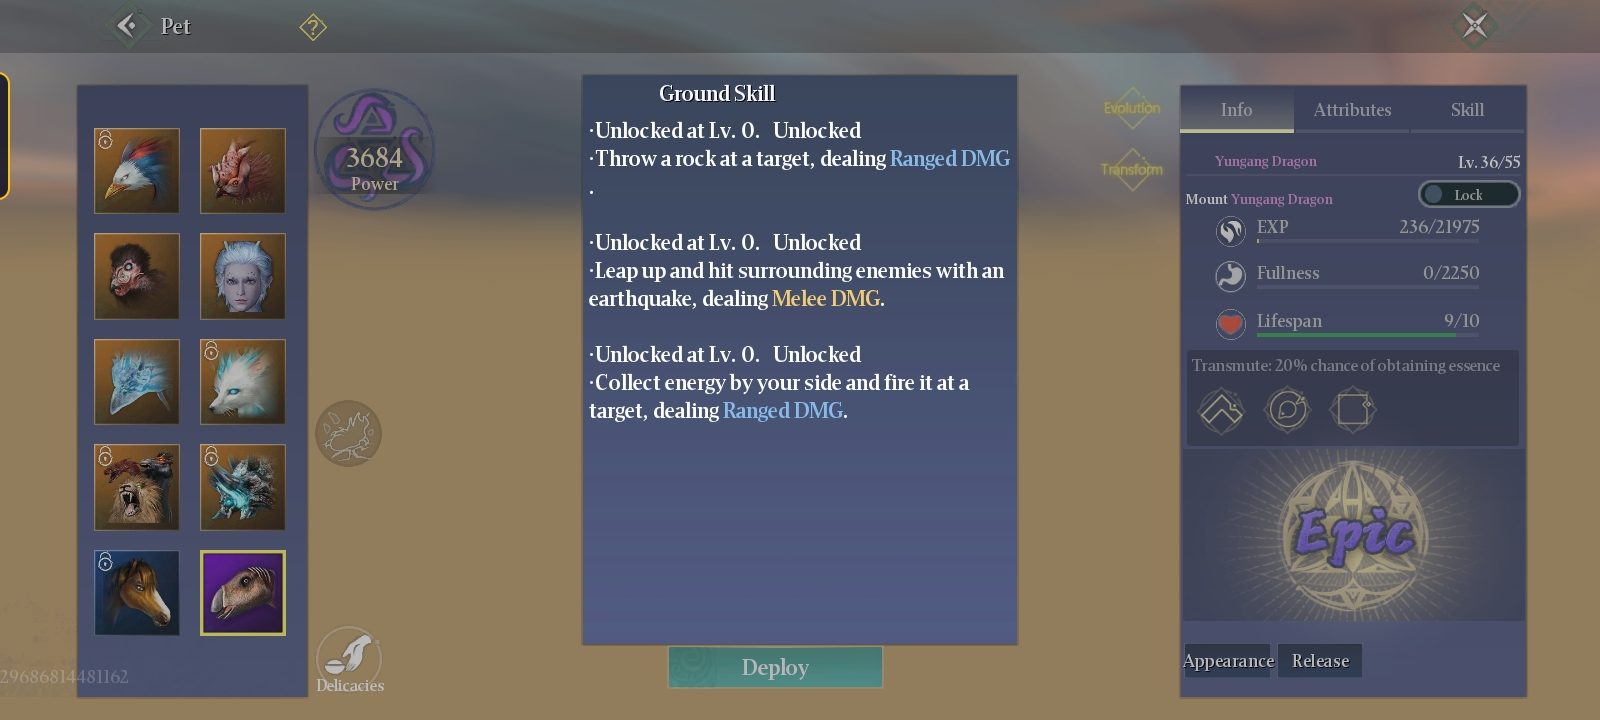 Pet
?
3684
Power
Delicacies
29686814481162
Ground Skill
·Unlocked at Lv. 0. Unlocked
·Throw a rock at a target, dealing Ranged DMG
.
·Unlocked at Lv. 0. Unlocked
·Leap up and hit surrounding enemies with an
earthquake, dealing Melee DMG.
·Unlocked at Lv. 0. Unlocked
·Collect energy by your side and fire it at a
target, dealing Ranged DMG.
Deploy
Evolution
Transform
Info Attributes Skill
Yungang Dragon Lv. 36/55
Mount Yungang Dragon Lock
EXP 236/21975
Fullness 0/2250
Lifespan 9/10
Transmute: 20% chance of obtaining essence
Epic
Appearance Release